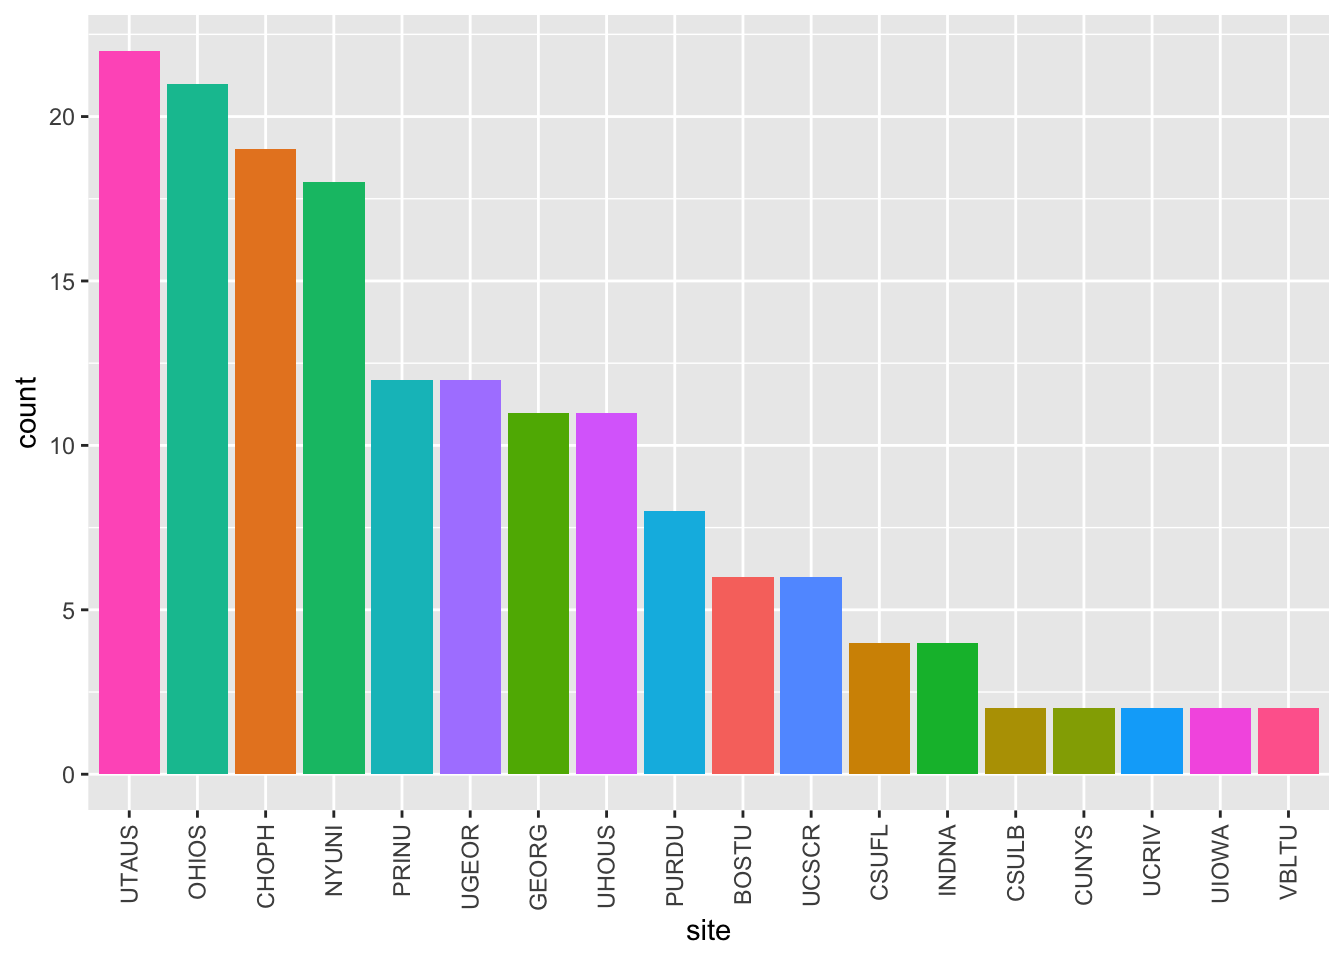 count
20
15
10
5
0
UTAUS
OHIOS
CHOPH
NYUNI
PRINU
UGEOR
GEORG
UHOUS
PURDU
BOSTU
UCSCR
CSUFL
INDNA
CSULB
CUNYS
UCRIV
UIOWA
VBLTU
site